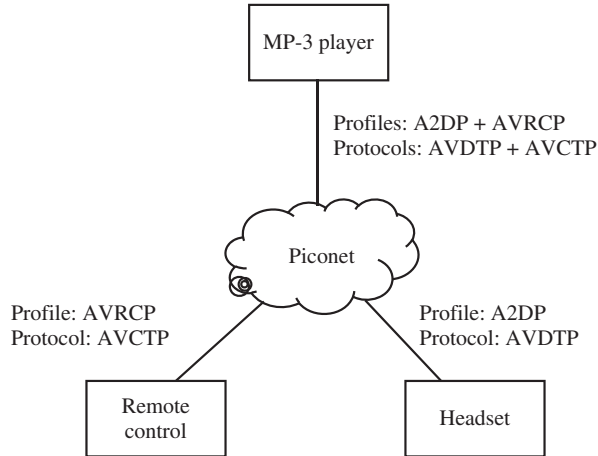 MP-3 player
Profiles: A2DP + AVRCP
Protocols: AVDTP + AVCTP
Piconet
Profile: AVRCP
Protocol: AVCTP
Profile: A2DP
Protocol: AVDTP
Remote
control
Headset